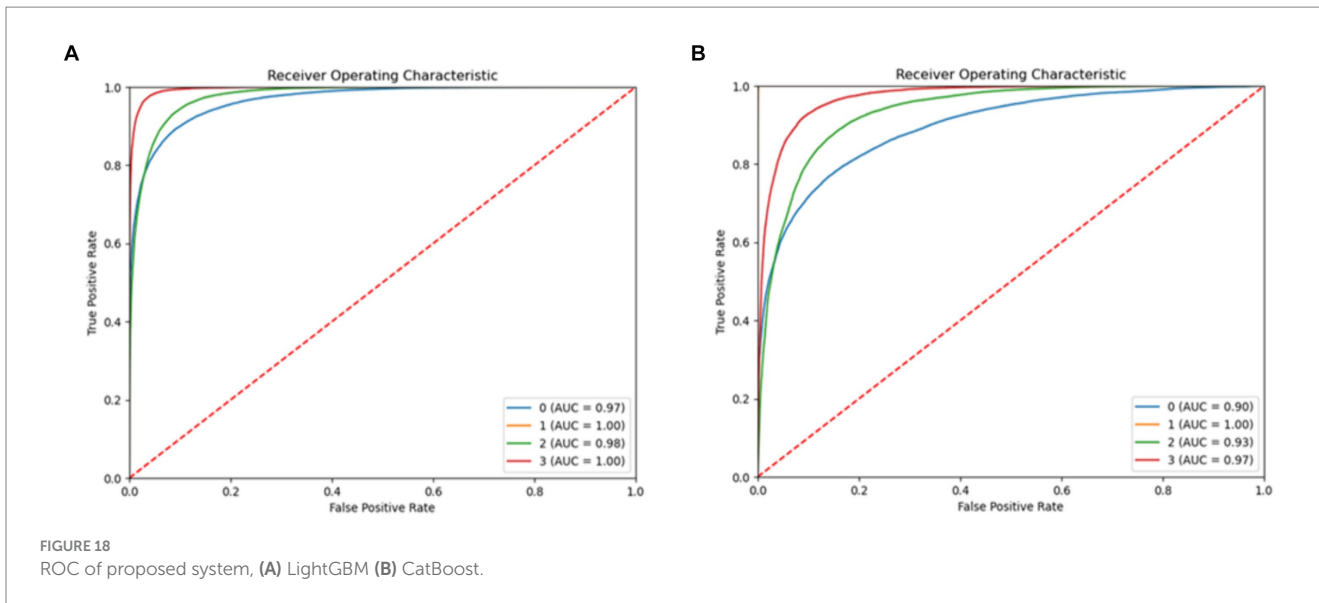 A
Receiver Operating Characteristic
True Positive Rate
1.0
0.8
0.6
0.4
0.2
0.0
0.0 0.2 0.4 0.6 0.8 1.0
False Positive Rate
0 (AUC = 0.97)
1 (AUC = 1.00)
2 (AUC = 0.98)
3 (AUC = 1.00)
B
Receiver Operating Characteristic
True Positive Rate
1.0
0.8
0.6
0.4
0.2
0.0
0.0 0.2 0.4 0.6 0.8 1.0
False Positive Rate
0 (AUC = 0.90)
1 (AUC = 1.00)
2 (AUC = 0.93)
3 (AUC = 0.97)
FIGURE 18
ROC of proposed system, (A) LightGBM (B) CatBoost.